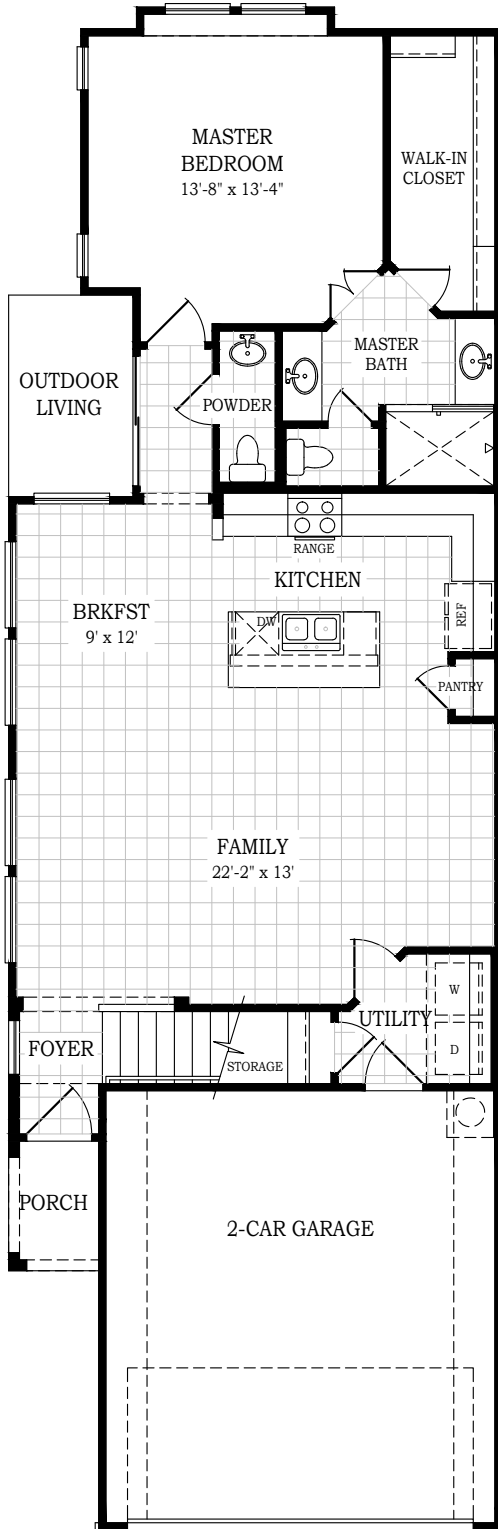 MASTER
BEDROOM
13'-8" x 13'-4"
WALK-IN
CLOSET
OUTDOOR
LIVING
MASTER
BATH
POWDER
RANGE
KITCHEN
BRKFST
9' x 12'
DW
REF
PANTRY
FAMILY
22'-2" x 13'
W
UTILITY
D
FOYER
STORAGE
PORCH
2-CAR GARAGE